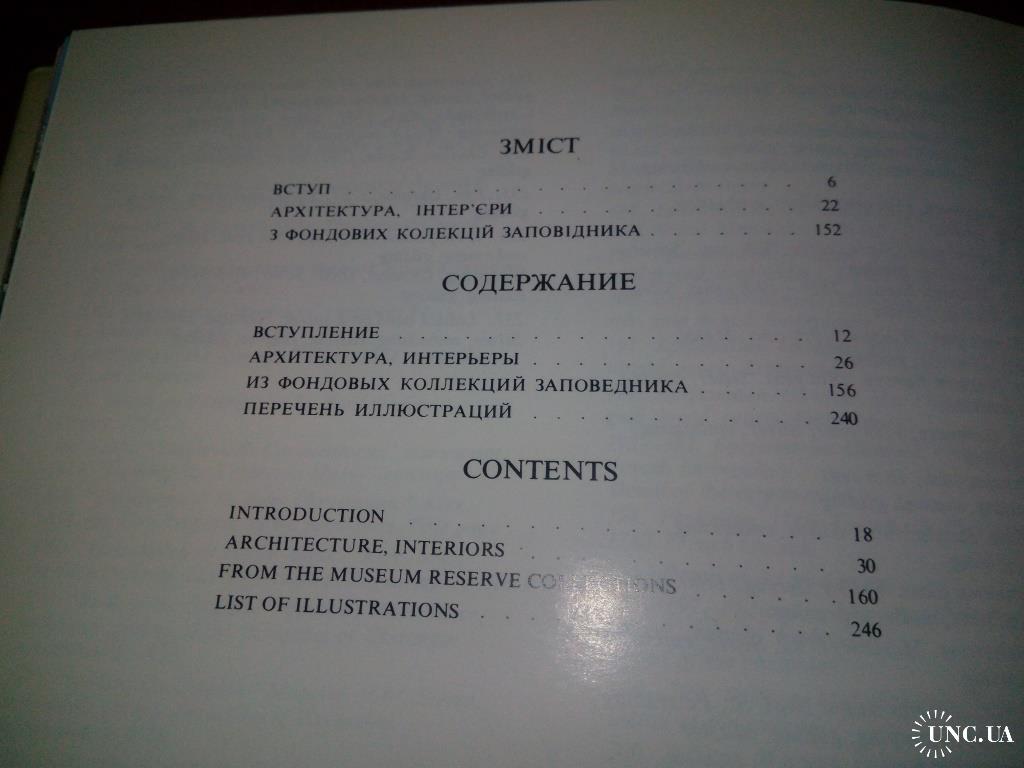 ЗМІСТ
ВСТУП . . . . . . . . . . . . . . . . . . 6
АРХІТЕКТУРА, ІНТЕР'ЄРИ . . . . . . . . . . . 22
З ФОНДОВИХ КОЛЕКЦІЙ ЗАПОВІДНИКА . . . . . . . 152
СОДЕРЖАНИЕ
ВСТУПЛЕНИЕ . . . . . . . . . . . . . . . . 12
АРХИТЕКТУРА, ИНТЕРЬЕРЫ . . . . . . . . . . . 26
ИЗ ФОНДОВЫХ КОЛЛЕКЦИЙ ЗАПОВЕДНИКА . . . . . 156
ПЕРЕЧЕНЬ ИЛЛЮСТРАЦИЙ . . . . . . . . . . . 240
CONTENTS
INTRODUCTION . . . . . . . . . . . . . . . 18
ARCHITECTURE, INTERIORS . . . . . . . . . . . 30
FROM THE MUSEUM RESERVE COLLECTIONS . . . . . . 160
LIST OF ILLUSTRATIONS . . . . . . . . . . . . . 246
UNC.UA